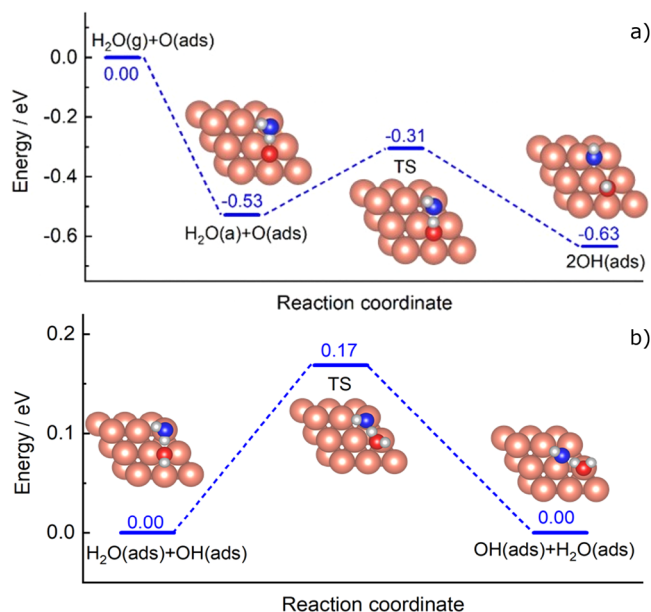 a)
H₂O(g)+O(ads)
0.00
-0.53
H₂O(a)+O(ads)
-0.31
TS
-0.63
2OH(ads)
0.0
-0.2
-0.4
-0.6
Energy / eV
Reaction coordinate
b)
0.17
TS
0.00
H₂O(ads)+OH(ads)
0.00
OH(ads)+H₂O(ads)
0.2
0.1
0.0
Energy / eV
Reaction coordinate